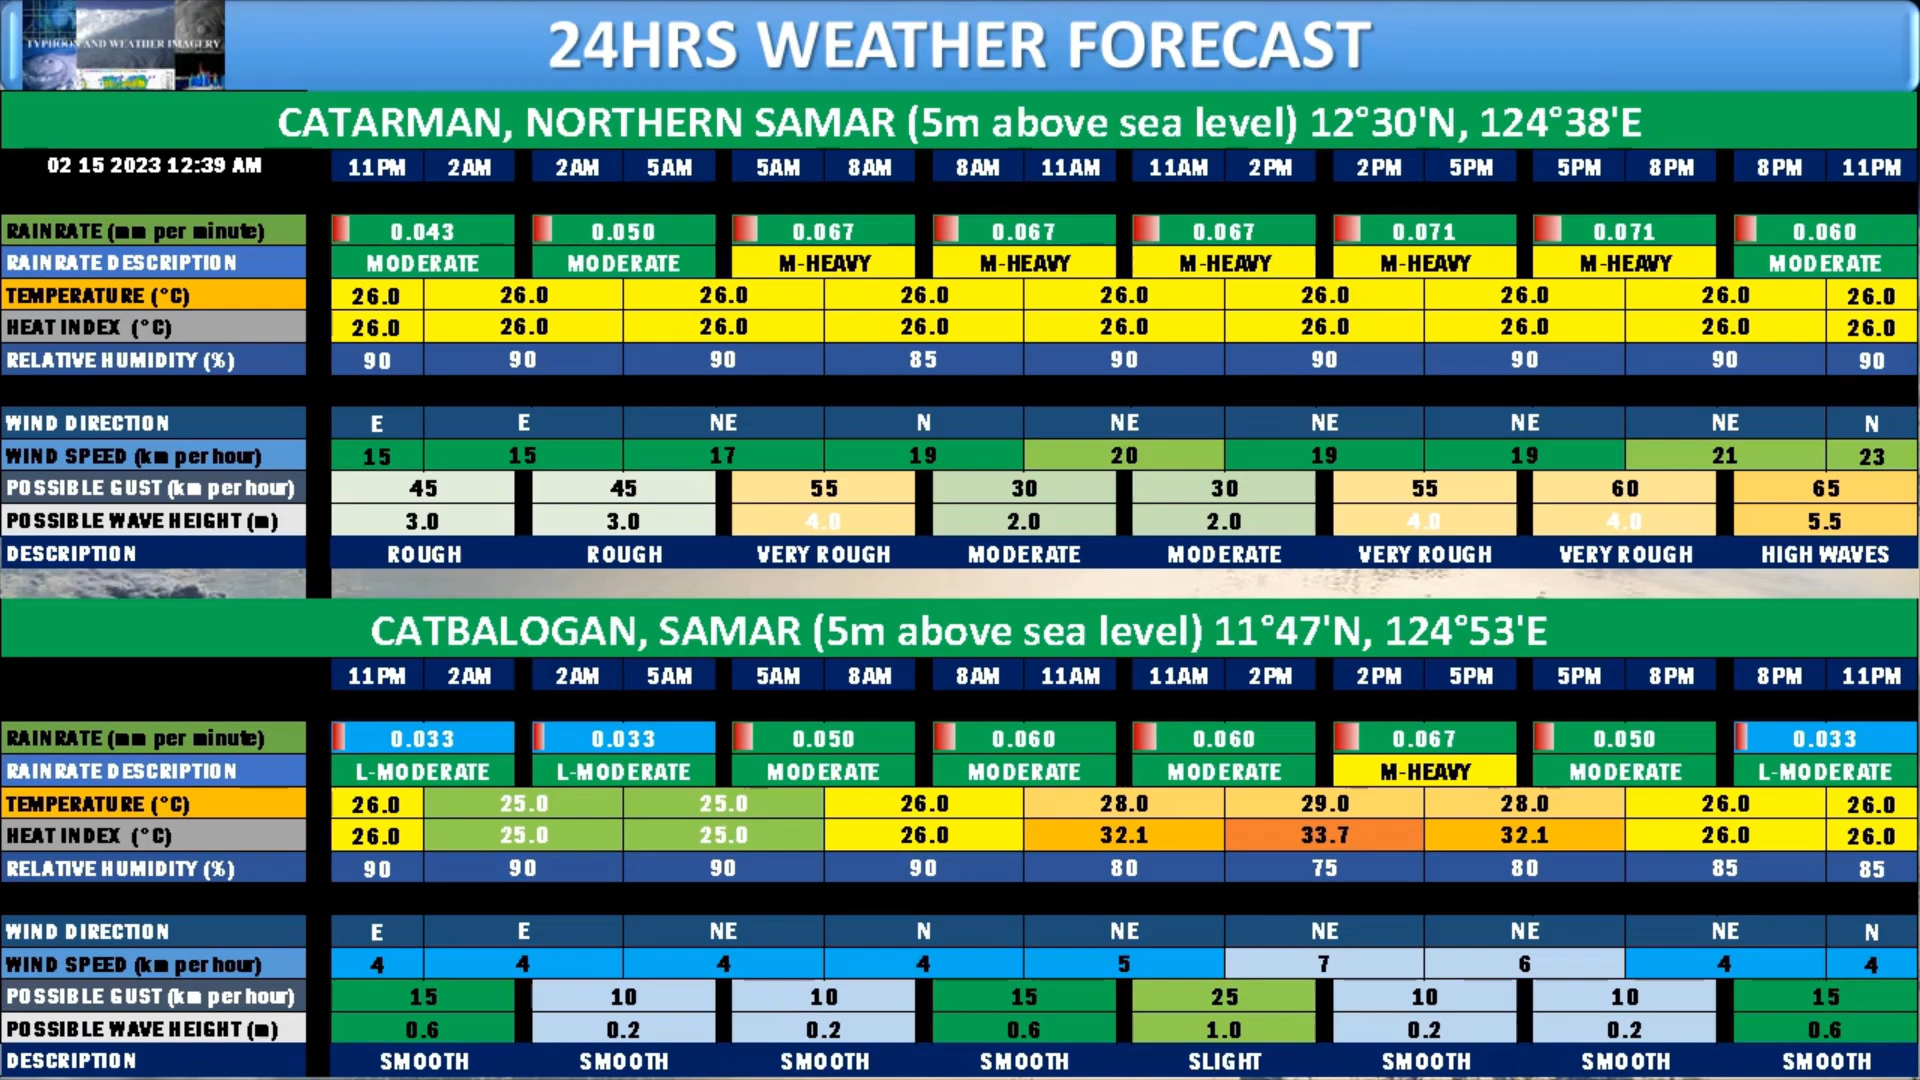 TYPHOON AND WEATHER IMAGERY
24HRS WEATHER FORECAST
CATARMAN, NORTHERN SAMAR (5m above sea level) 12°30'N, 124°38'E
02 15 2023 12:39 AM 11PM 2AM 2AM 5AM 5AM 8AM 8AM 11AM 11AM 2PM 2PM 5PM 5PM 8PM 8PM 11PM
RAINRATE (mm per minute) 0.043 0.050 0.067 0.067 0.067 0.071 0.071 0.060
RAINRATE DESCRIPTION MODERATE MODERATE M-HEAVY M-HEAVY M-HEAVY M-HEAVY M-HEAVY MODERATE
TEMPERATURE (°C) 26.0 26.0 26.0 26.0 26.0 26.0 26.0 26.0 26.0
HEAT INDEX (°C) 26.0 26.0 26.0 26.0 26.0 26.0 26.0 26.0 26.0
RELATIVE HUMIDITY (%) 90 90 90 85 90 90 90 90 90
WIND DIRECTION E E NE N NE NE NE NE N
WIND SPEED (km per hour) 15 15 17 19 20 19 19 21 23
POSSIBLE GUST (km per hour) 45 45 55 30 30 55 60 65
POSSIBLE WAVE HEIGHT (m) 3.0 3.0 4.0 2.0 2.0 4.0 4.0 5.5
DESCRIPTION ROUGH ROUGH VERY ROUGH MODERATE MODERATE VERY ROUGH VERY ROUGH HIGH WAVES
CATBALOGAN, SAMAR (5m above sea level) 11°47'N, 124°53'E
11PM 2AM 2AM 5AM 5AM 8AM 8AM 11AM 11AM 2PM 2PM 5PM 5PM 8PM 8PM 11PM
RAINRATE (mm per minute) 0.033 0.033 0.050 0.060 0.060 0.067 0.050 0.033
RAINRATE DESCRIPTION L-MODERATE L-MODERATE MODERATE MODERATE MODERATE M-HEAVY MODERATE L-MODERATE
TEMPERATURE (°C) 26.0 25.0 25.0 26.0 28.0 29.0 28.0 26.0 26.0
HEAT INDEX (°C) 26.0 25.0 25.0 26.0 32.1 33.7 32.1 26.0 26.0
RELATIVE HUMIDITY (%) 90 90 90 90 80 75 80 85 85
WIND DIRECTION E E NE N NE NE NE NE N
WIND SPEED (km per hour) 4 4 4 4 5 7 6 4 4
POSSIBLE GUST (km per hour) 15 10 10 15 25 10 10 15
POSSIBLE WAVE HEIGHT (m) 0.6 0.2 0.2 0.6 1.0 0.2 0.2 0.6
DESCRIPTION SMOOTH SMOOTH SMOOTH SMOOTH SLIGHT SMOOTH SMOOTH SMOOTH